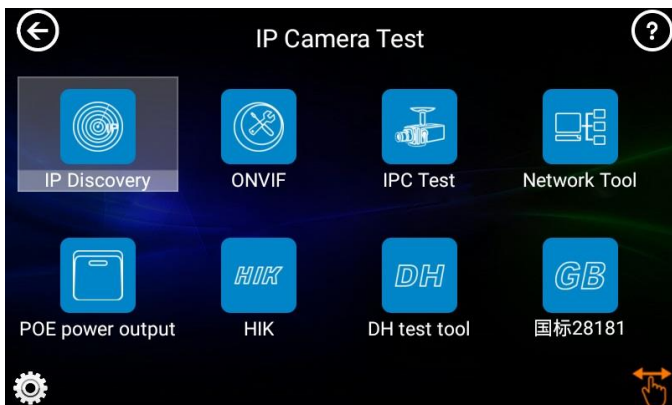 IP Camera Test
?
IP
IP Discovery
ONVIF
IPC Test
Network Tool
HIK
DH
GB
POE power output
HIK
DH test tool
国标28181